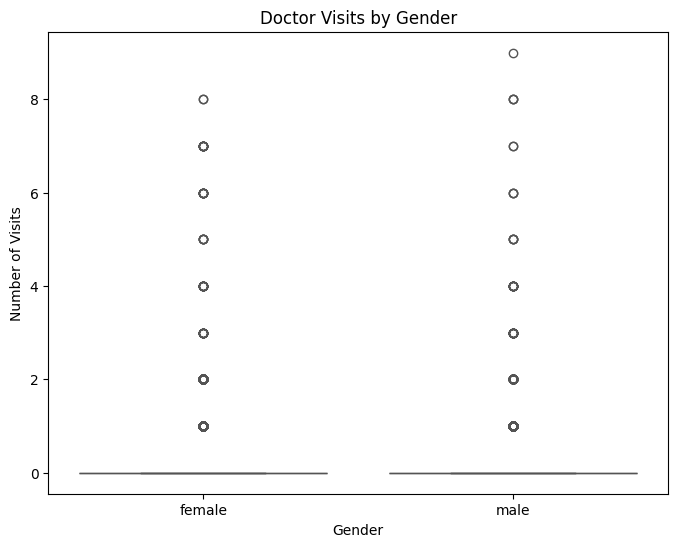 Doctor Visits by Gender
Number of Visits
8
6
4
2
0
female male
Gender